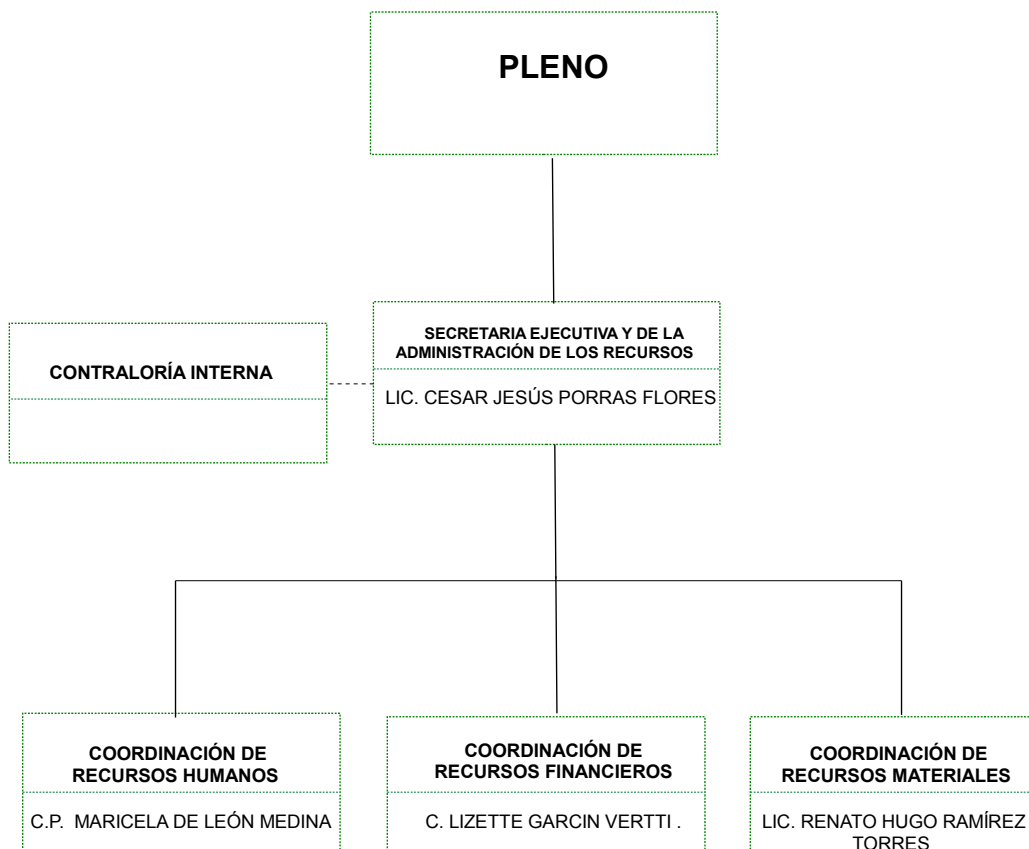 PLENO
SECRETARIA EJECUTIVA Y DE LA
ADMINISTRACIÓN DE LOS RECURSOS
LIC. CESAR JESÚS PORRAS FLORES
CONTRALORÍA INTERNA
COORDINACIÓN DE
RECURSOS HUMANOS
C.P. MARICELA DE LEÓN MEDINA
COORDINACIÓN DE
RECURSOS FINANCIEROS
C. LIZETTE GARCIN VERTTI .
COORDINACIÓN DE
RECURSOS MATERIALES
LIC. RENATO HUGO RAMÍREZ
TORRES